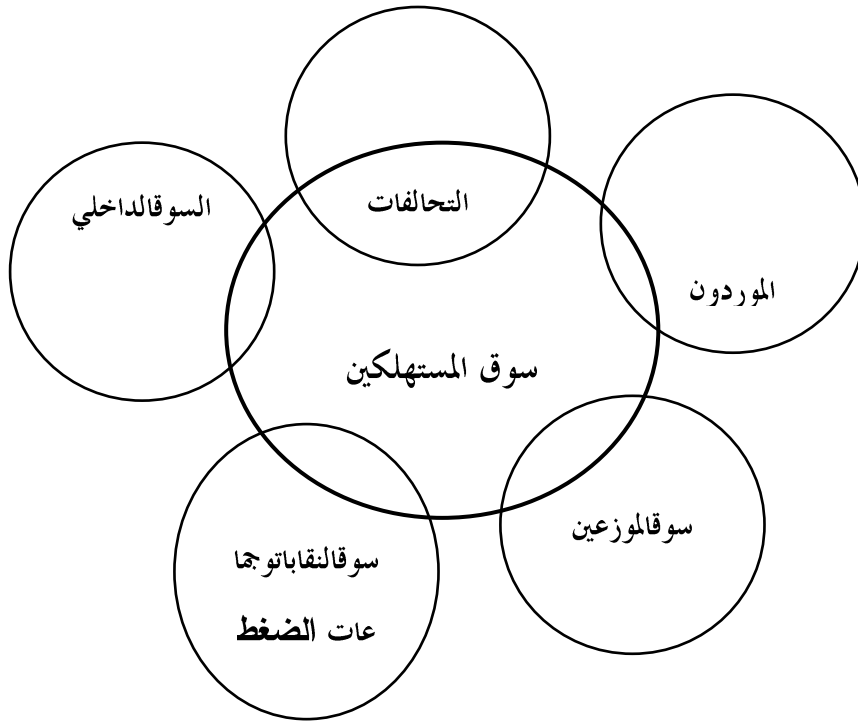 التحالفات
السوقالداخلي
الموردون
سوق المستهلكين
سوقالموزعين
سوقالنقاباتوجما
عات الضغط